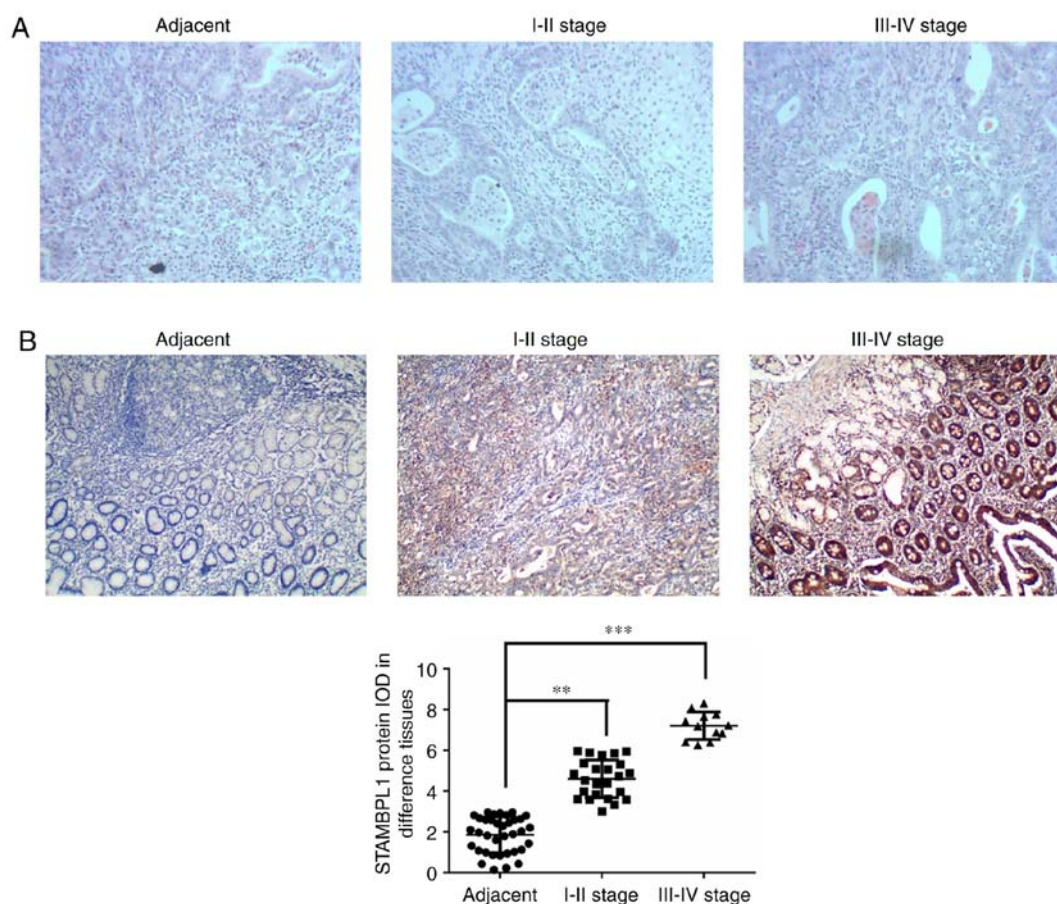 A
Adjacent
I-II stage
III-IV stage
B
Adjacent
I-II stage
III-IV stage
STAMBPL1 protein IOD in
difference tissues
10
8
6
4
2
0
**
***
Adjacent
I-II stage
III-IV stage